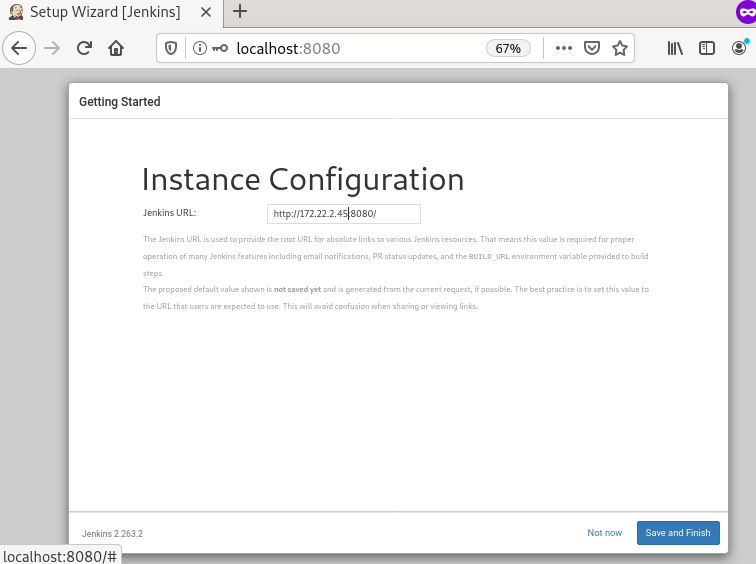 Setup Wizard [Jenkins]
localhost:8080
67%
Getting Started
Instance Configuration
Jenkins URL:
http://172.22.2.45:8080/
The Jenkins URL is used to provide the root URL for absolute links to various Jenkins resources. That means this value is required for proper
operation of many Jenkins features including email notifications, PR status updates, and the BUILD_URL environment variable provided to build
steps.
The proposed default value shown is not saved yet and is generated from the current request, if possible. The best practice is to set this value to
the URL that users are expected to use. This will avoid confusion when sharing or viewing links.
Jenkins 2.263.2
Not now
Save and Finish
localhost:8080/#